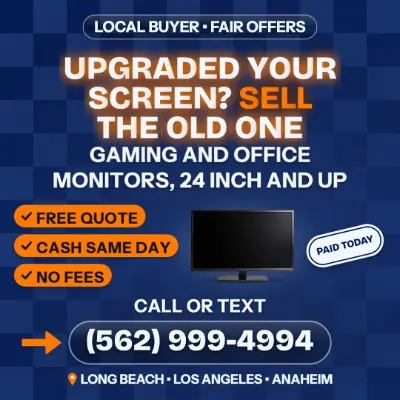 LOCAL BUYER • FAIR OFFERS
UPGRADED YOUR
SCREEN? SELL
THE OLD ONE
GAMING AND OFFICE
MONITORS, 24 INCH AND UP
FREE QUOTE
CASH SAME DAY
NO FEES
PAID TODAY
CALL OR TEXT
(562) 999-4994
LONG BEACH • LOS ANGELES • ANAHEIM